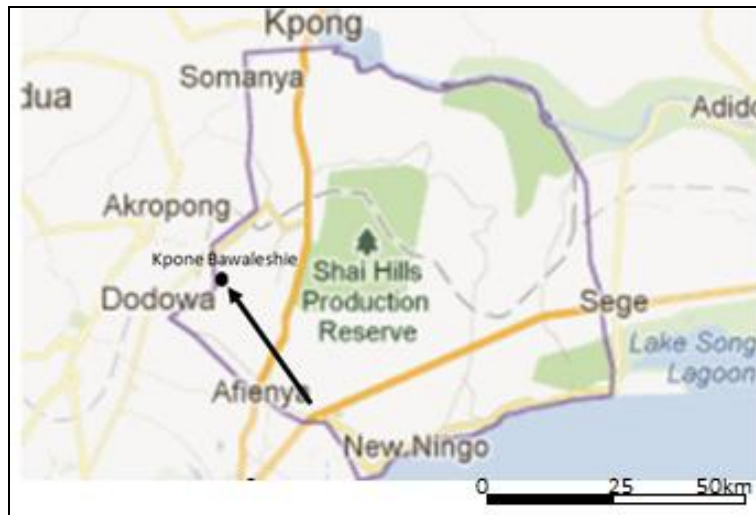 Kpong
Somanya
dua
Adido
Akropong
Kpone Bawaleshie
Shai Hills
Production
Reserve
Dodowa
Sege
Lake Song
Lagoon
Afienya
New Ningo
0 25 50km